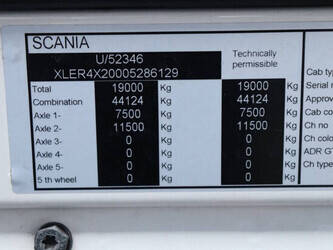 SCANIA
U/52346
XLER4X20005286129
Technically
permissible
Total 19000 Kg 19000 Kg
Combination 44124 Kg 44124 Kg
Axle 1- 7500 Kg 7500 Kg
Axle 2- 11500 Kg 11500 Kg
Axle 3- 0 Kg 0 Kg
Axle 4- 0 Kg 0 Kg
Axle 5- 0 Kg 0 Kg
5 th wheel 0 Kg 0 Kg
Cab typ
Serial n
Approv
Cab co
Ch no
Ch colo
ADR GT
Ch type